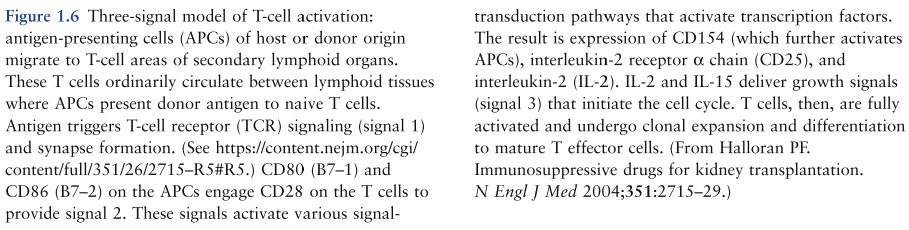 Figure 1.6 Three-signal model of T-cell activation:
antigen-presenting cells (APCs) of host or donor origin
migrate to T-cell areas of secondary lymphoid organs.
These T cells ordinarily circulate between lymphoid tissues
where APCs present donor antigen to naive T cells.
Antigen triggers T-cell receptor (TCR) signaling (signal 1)
and synapse formation. (See https://content.nejm.org/cgi/
content/full/351/26/2715–R5#R5.) CD80 (B7–1) and
CD86 (B7–2) on the APCs engage CD28 on the T cells to
provide signal 2. These signals activate various signal-
transduction pathways that activate transcription factors.
The result is expression of CD154 (which further activates
APCs), interleukin-2 receptor α chain (CD25), and
interleukin-2 (IL-2). IL-2 and IL-15 deliver growth signals
(signal 3) that initiate the cell cycle. T cells, then, are fully
activated and undergo clonal expansion and differentiation
to mature T effector cells. (From Halloran PF.
Immunosuppressive drugs for kidney transplantation.
N Engl J Med 2004;351:2715–29.)